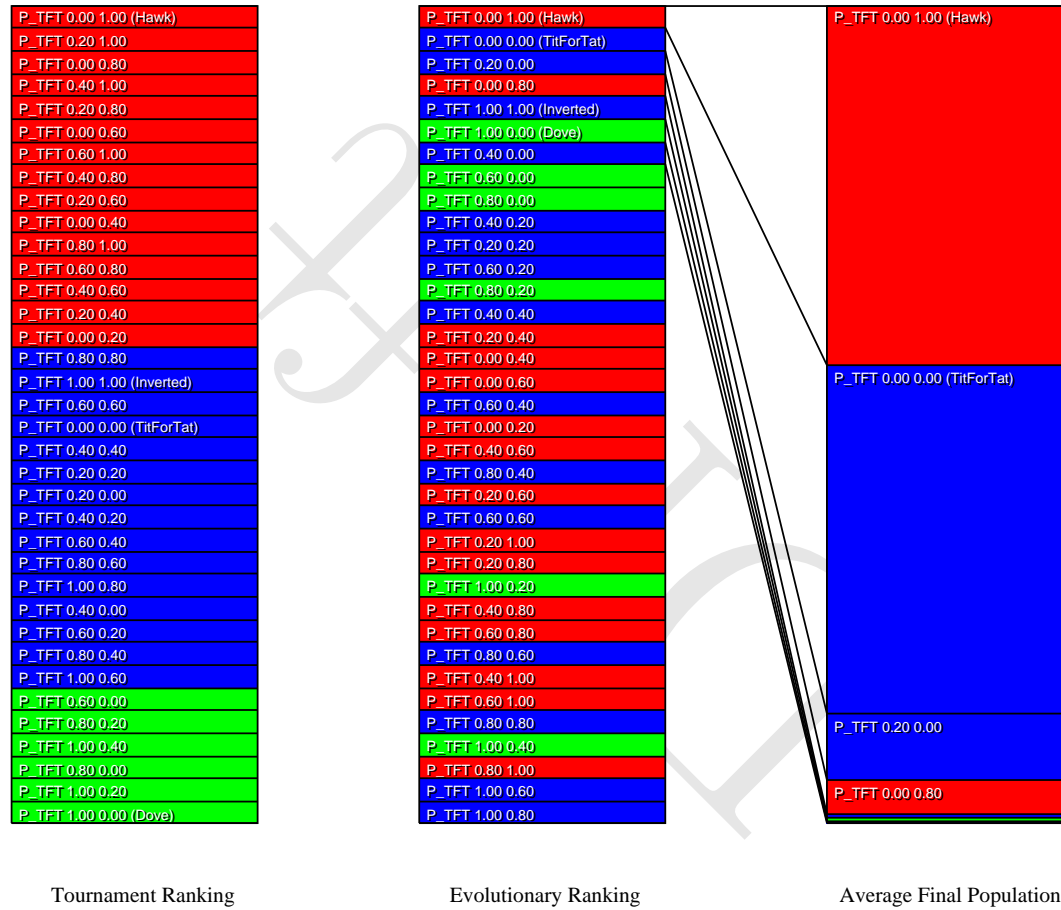 P_TFT 0.00 1.00 (Hawk)
P_TFT 0.20 1.00
P_TFT 0.00 0.80
P_TFT 0.40 1.00
P_TFT 0.20 0.80
P_TFT 0.00 0.60
P_TFT 0.60 1.00
P_TFT 0.40 0.80
P_TFT 0.20 0.60
P_TFT 0.00 0.40
P_TFT 0.80 1.00
P_TFT 0.60 0.80
P_TFT 0.40 0.60
P_TFT 0.20 0.40
P_TFT 0.00 0.20
P_TFT 0.80 0.80
P_TFT 1.00 1.00 (Inverted)
P_TFT 0.60 0.60
P_TFT 0.00 0.00 (TitForTat)
P_TFT 0.40 0.40
P_TFT 0.20 0.20
P_TFT 0.20 0.00
P_TFT 0.40 0.20
P_TFT 0.60 0.40
P_TFT 0.80 0.60
P_TFT 1.00 0.80
P_TFT 0.40 0.00
P_TFT 0.60 0.20
P_TFT 0.80 0.40
P_TFT 1.00 0.60
P_TFT 0.60 0.00
P_TFT 0.80 0.20
P_TFT 1.00 0.40
P_TFT 0.80 0.00
P_TFT 1.00 0.20
P_TFT 1.00 0.00 (Dove)
Tournament Ranking
P_TFT 0.00 1.00 (Hawk)
P_TFT 0.00 0.00 (TitForTat)
P_TFT 0.20 0.00
P_TFT 0.00 0.80
P_TFT 1.00 1.00 (Inverted)
P_TFT 1.00 0.00 (Dove)
P_TFT 0.40 0.00
P_TFT 0.60 0.00
P_TFT 0.80 0.00
P_TFT 0.40 0.20
P_TFT 0.20 0.20
P_TFT 0.60 0.20
P_TFT 0.80 0.20
P_TFT 0.40 0.40
P_TFT 0.20 0.40
P_TFT 0.00 0.40
P_TFT 0.00 0.60
P_TFT 0.60 0.40
P_TFT 0.00 0.20
P_TFT 0.40 0.60
P_TFT 0.80 0.40
P_TFT 0.20 0.60
P_TFT 0.60 0.60
P_TFT 0.20 1.00
P_TFT 0.20 0.80
P_TFT 1.00 0.20
P_TFT 0.40 0.80
P_TFT 0.60 0.80
P_TFT 0.80 0.60
P_TFT 0.40 1.00
P_TFT 0.60 1.00
P_TFT 0.80 0.80
P_TFT 1.00 0.40
P_TFT 0.80 1.00
P_TFT 1.00 0.60
P_TFT 1.00 0.80
Evolutionary Ranking
P_TFT 0.00 1.00 (Hawk)
P_TFT 0.00 0.00 (TitForTat)
P_TFT 0.20 0.00
P_TFT 0.00 0.80
Average Final Population